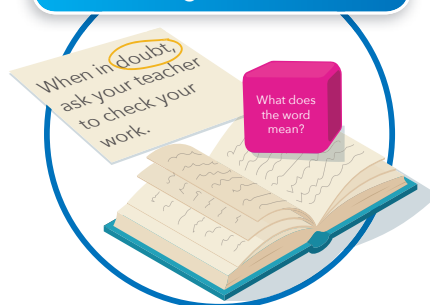 When in doubt,
ask your teacher
to check your
work.
What does
the word
mean?